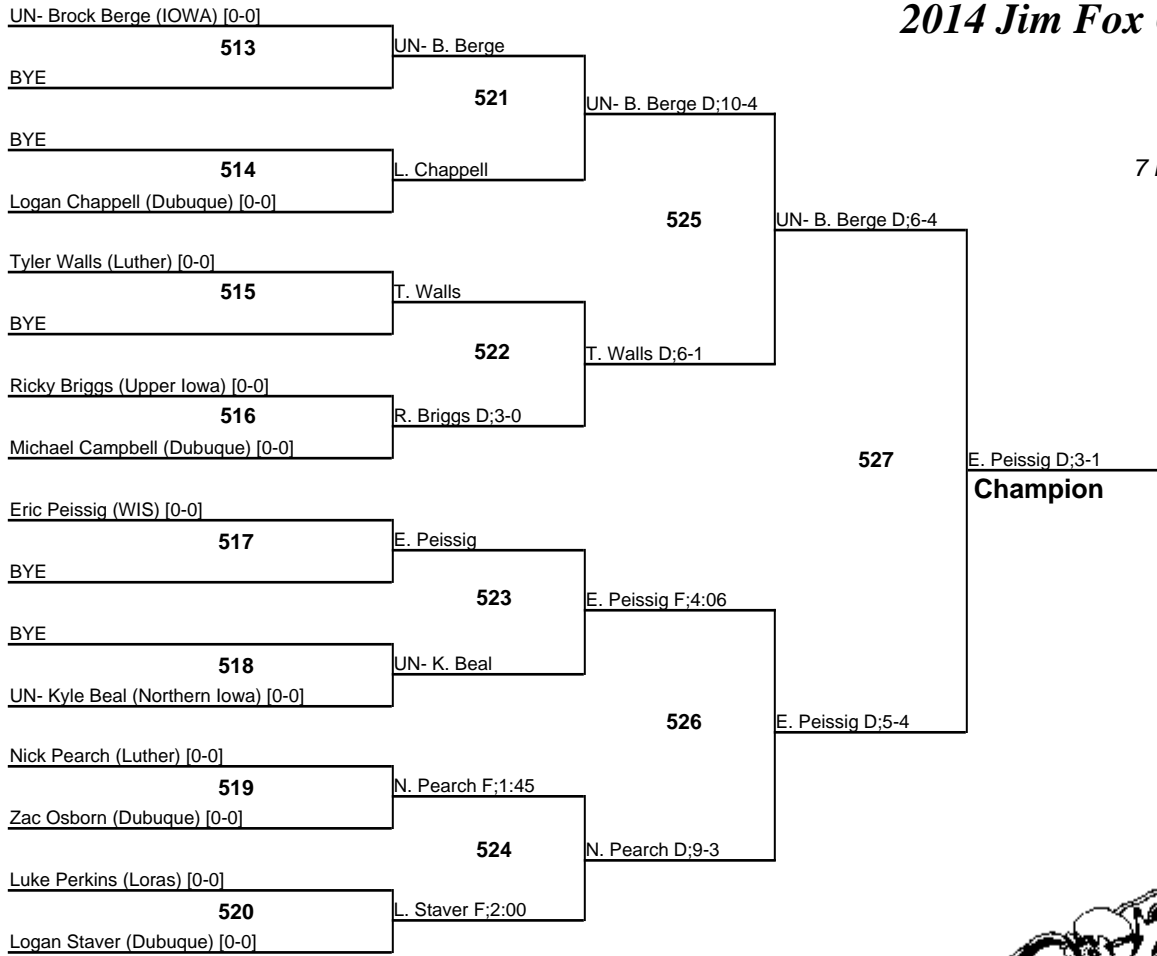 2014 Jim Fox
7
UN- Brock Berge (IOWA) [0-0]
513
BYE
UN- B. Berge
521
BYE
514
Logan Chappell (Dubuque) [0-0]
L. Chappell
UN- B. Berge D;10-4
525
Tyler Walls (Luther) [0-0]
515
BYE
T. Walls
522
Ricky Briggs (Upper Iowa) [0-0]
516
Michael Campbell (Dubuque) [0-0]
R. Briggs D;3-0
T. Walls D;6-1
UN- B. Berge D;6-4
527
Eric Peissig (WIS) [0-0]
517
BYE
E. Peissig
523
BYE
518
UN- Kyle Beal (Northern Iowa) [0-0]
UN- K. Beal
E. Peissig F;4:06
526
Nick Pearch (Luther) [0-0]
519
Zac Osborn (Dubuque) [0-0]
N. Pearch F;1:45
524
Luke Perkins (Loras) [0-0]
520
Logan Staver (Dubuque) [0-0]
L. Staver F;2:00
N. Pearch D;9-3
E. Peissig D;5-4
E. Peissig D;3-1
Champion